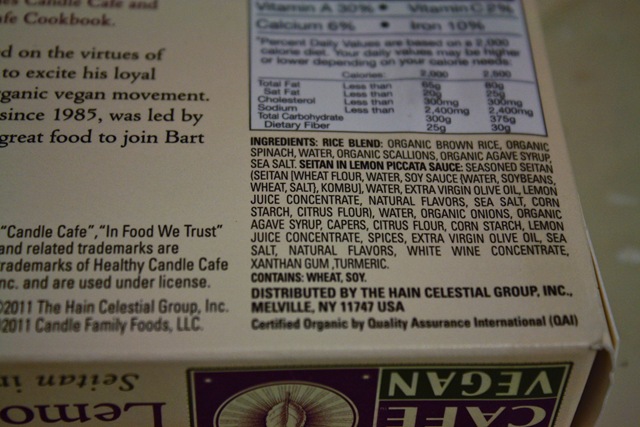 Candle Cafe and
fe Cookbook.
d on the virtues of
to excite his loyal
ganic vegan movement.
since 1985, was led by
great food to join Bart
"Candle Cafe", "In Food We Trust"
and related trademarks are
rademarks of Healthy Candle Cafe
nc. and are used under license.
©2011 The Hain Celestial Group, Inc.
2011 Candle Family Foods, LLC.
Vitamin A 30% • Vitamin C 2%
Calcium 6% • Iron 10%
*Percent Daily Values are based on a 2,000
calorie diet. Your daily values may be higher
or lower depending on your calorie needs:
Calories: 2,000 2,500
Total Fat Less than 65g 80g
Sat Fat Less than 20g 25g
Cholesterol Less than 300mg 300mg
Sodium Less than 2,400mg 2,400mg
Total Carbohydrate 300g 375g
Dietary Fiber 25g 30g
INGREDIENTS: RICE BLEND: ORGANIC BROWN RICE, ORGANIC
SPINACH, WATER, ORGANIC SCALLIONS, ORGANIC AGAVE SYRUP,
SEA SALT. SEITAN IN LEMON PICCATA SAUCE: SEASONED SEITAN
(SEITAN [WHEAT FLOUR, WATER, SOY SAUCE (WATER, SOYBEANS,
WHEAT, SALT), KOMBU], WATER, EXTRA VIRGIN OLIVE OIL, LEMON
JUICE CONCENTRATE, NATURAL FLAVORS, SEA SALT, CORN
STARCH, CITRUS FLOUR), WATER, ORGANIC ONIONS, ORGANIC
AGAVE SYRUP, CAPERS, CITRUS FLOUR, CORN STARCH, LEMON
JUICE CONCENTRATE, SPICES, EXTRA VIRGIN OLIVE OIL, SEA
SALT, NATURAL FLAVORS, WHITE WINE CONCENTRATE,
XANTHAN GUM ,TURMERIC.
CONTAINS: WHEAT, SOY.
DISTRIBUTED BY THE HAIN CELESTIAL GROUP, INC.,
MELVILLE, NY 11747 USA
Certified Organic by Quality Assurance International (QAI)
CAFE
VEGAN
Lemo
Seitan in